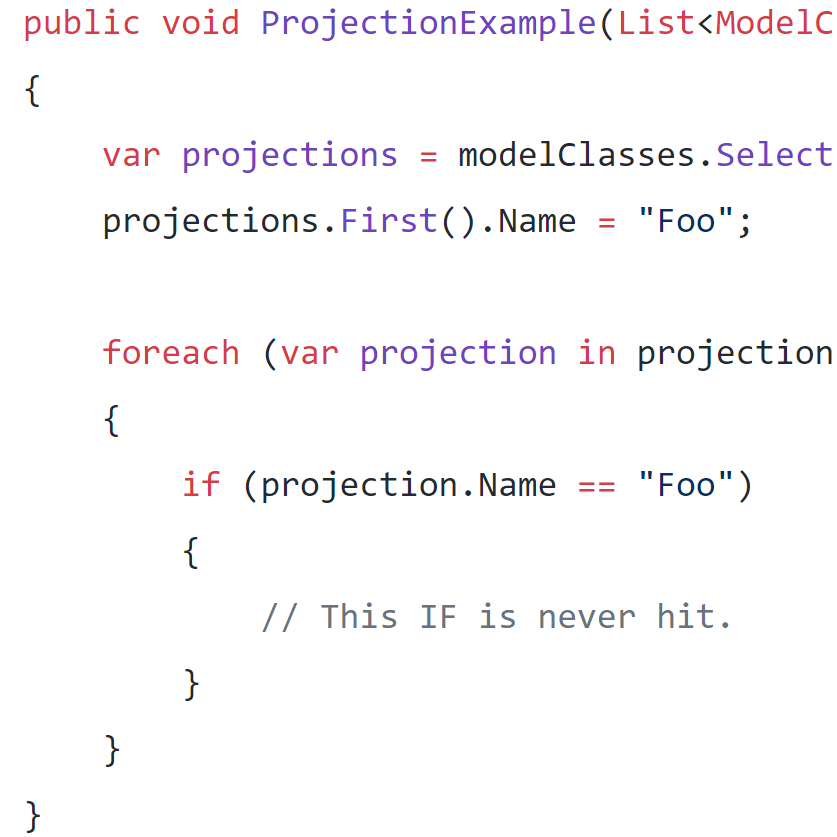 public void ProjectionExample(List<ModelC
{
    var projections = modelClasses.Select
    projections.First().Name = "Foo";

    foreach (var projection in projection
    {
        if (projection.Name == "Foo")
        {
            // This IF is never hit.
        }
    }
}